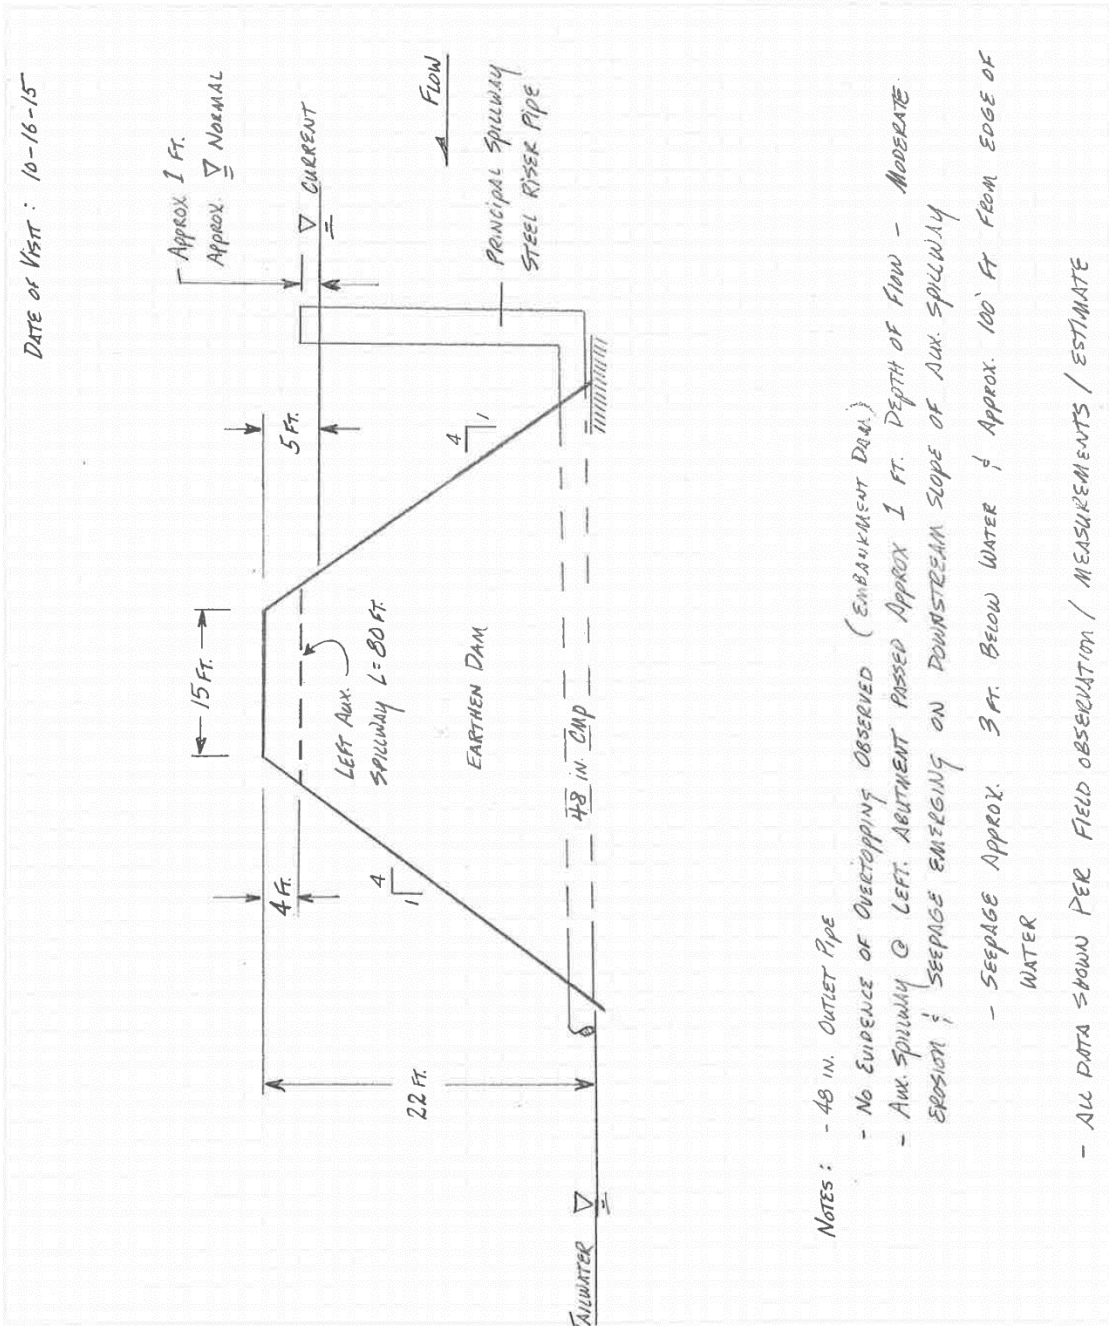 DATE OF VISIT: 10-16-15
APPROX 1 FT.
APPROX. NORMAL
CURRENT
FLOW
15 FT.
5 FT.
4 FT.
22 FT.
4
1
4
1
LEFT AUX.
SPILLWAY L=80 FT.
PRINCIPAL SPILLWAY
STEEL RISER PIPE
EARTHEN DAM
48 IN. CMP
TAILWATER
NOTES: - 48 IN. OUTLET PIPE
- NO EVIDENCE OF OVERTOPPING OBSERVED (EMBANKMENT DAM)
- AUX. SPILLWAY @ LEFT. ABUTMENT PASSED APPROX 1 FT. DEPTH OF FLOW - MODERATE
EROSION & SEEPAGE EMERGING ON DOWNSTREAM SLOPE OF AUX. SPILLWAY
- SEEPAGE APPROX. 3 FT. BELOW WATER & APPROX. 100 FT FROM EDGE OF
WATER
- ALL DATA SHOWN PER FIELD OBSERVATION / MEASUREMENTS / ESTIMATE